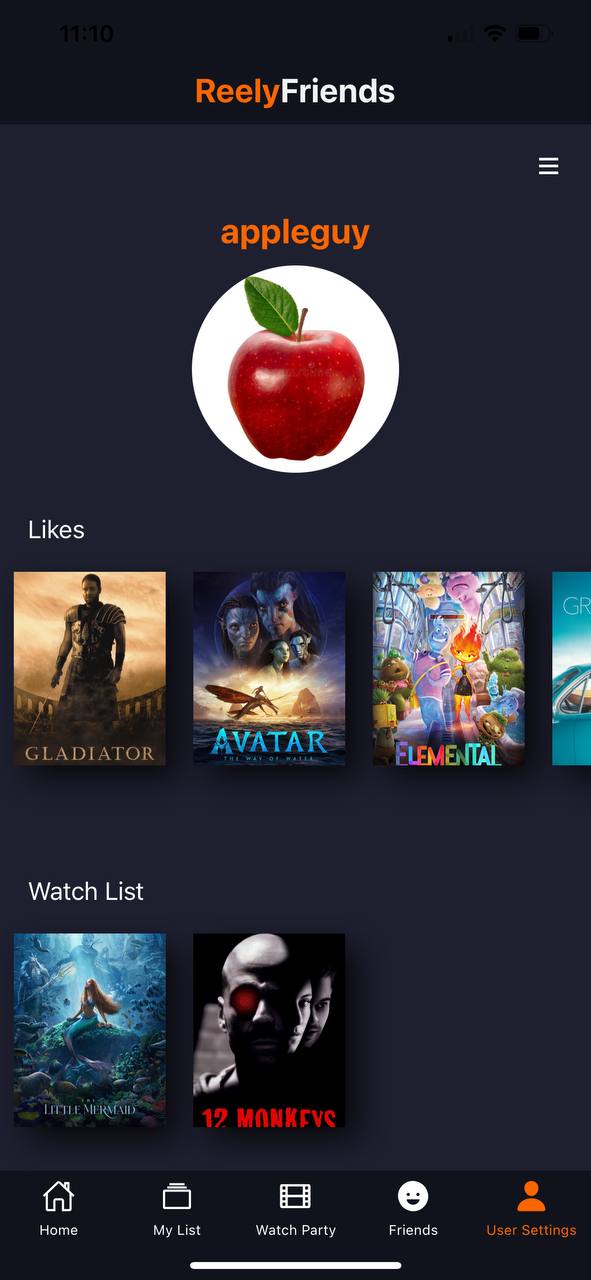 11:10
ReelyFriends
appleguy
Likes
GLADIATOR
AVATAR
THE WAY OF WATER
ELEMENTAL
GR
Watch List
THE
LITTLE MERMAID
12 MONKEYS
Home
My List
Watch Party
Friends
User Settings